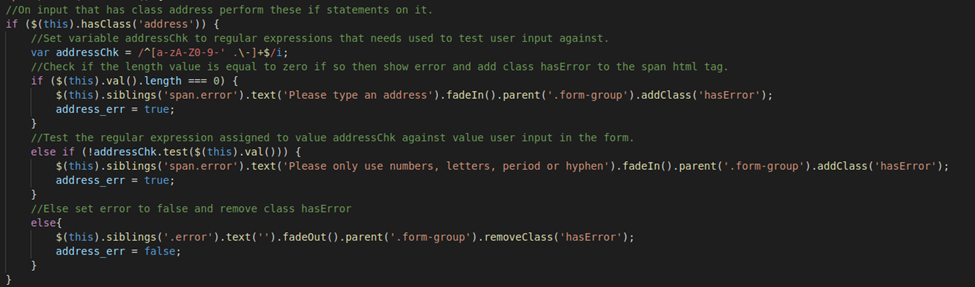 //On input that has class address perform these if statements on it.
if ($(this).hasClass('address')) {
//Set variable addressChk to regular expressions that needs used to test user input against.
var addressChk = /^[a-zA-Z0-9-' .\-]+$/i;
//Check if the length value is equal to zero if so then show error and add class hasError to the span html tag.
if ($(this).val().length === 0) {
$(this).siblings('span.error').text('Please type an address').fadeIn().parent('.form-group').addClass('hasError');
address_err = true;
}
//Test the regular expression assigned to value addressChk against value user input in the form.
else if (!addressChk.test($(this).val())) {
$(this).siblings('span.error').text('Please only use numbers, letters, period or hyphen').fadeIn().parent('.form-group').addClass('hasError');
address_err = true;
}
//Else set error to false and remove class hasError
else{
$(this).siblings('.error').text('').fadeOut().parent('.form-group').removeClass('hasError');
address_err = false;
}
}